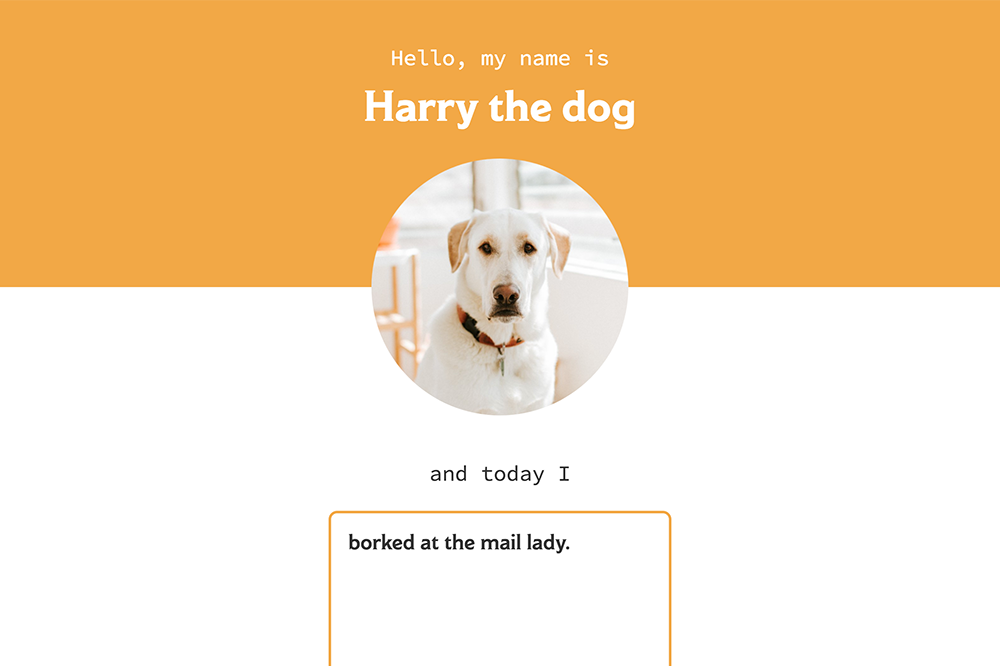 Hello, my name is
Harry the dog
and today I
borked at the mail lady.